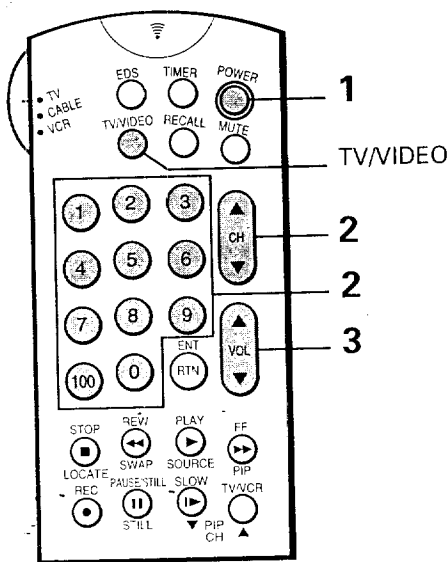 EDS TIMER POWER
1
TV
CABLE
VCR
TV/VIDEO RECALL MUTE
TV/VIDEO
1 2 3
CH
2
4 5 6
2
7 8 9
VOL
3
ENT
100 0 RTN
STOP REW PLAY FF
LOCATE SWAP SOURCE PIP
REC PAUSE/STILL SLOW TV/VCR
STILL PIP
CH